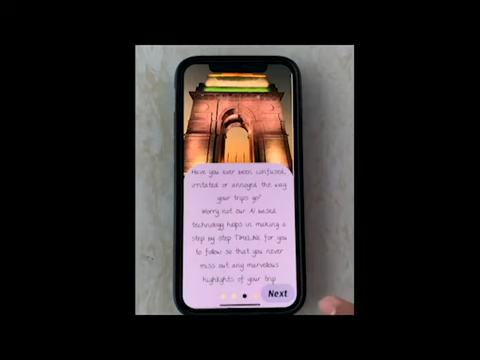 Have you ever been confused,
irritated or annoyed the way
your trips go?
Worry not our AI based
technology helps in making a
step by step TIMELINE for you
to follow so that you never
miss out any marvellous
highlights of your trip
Next